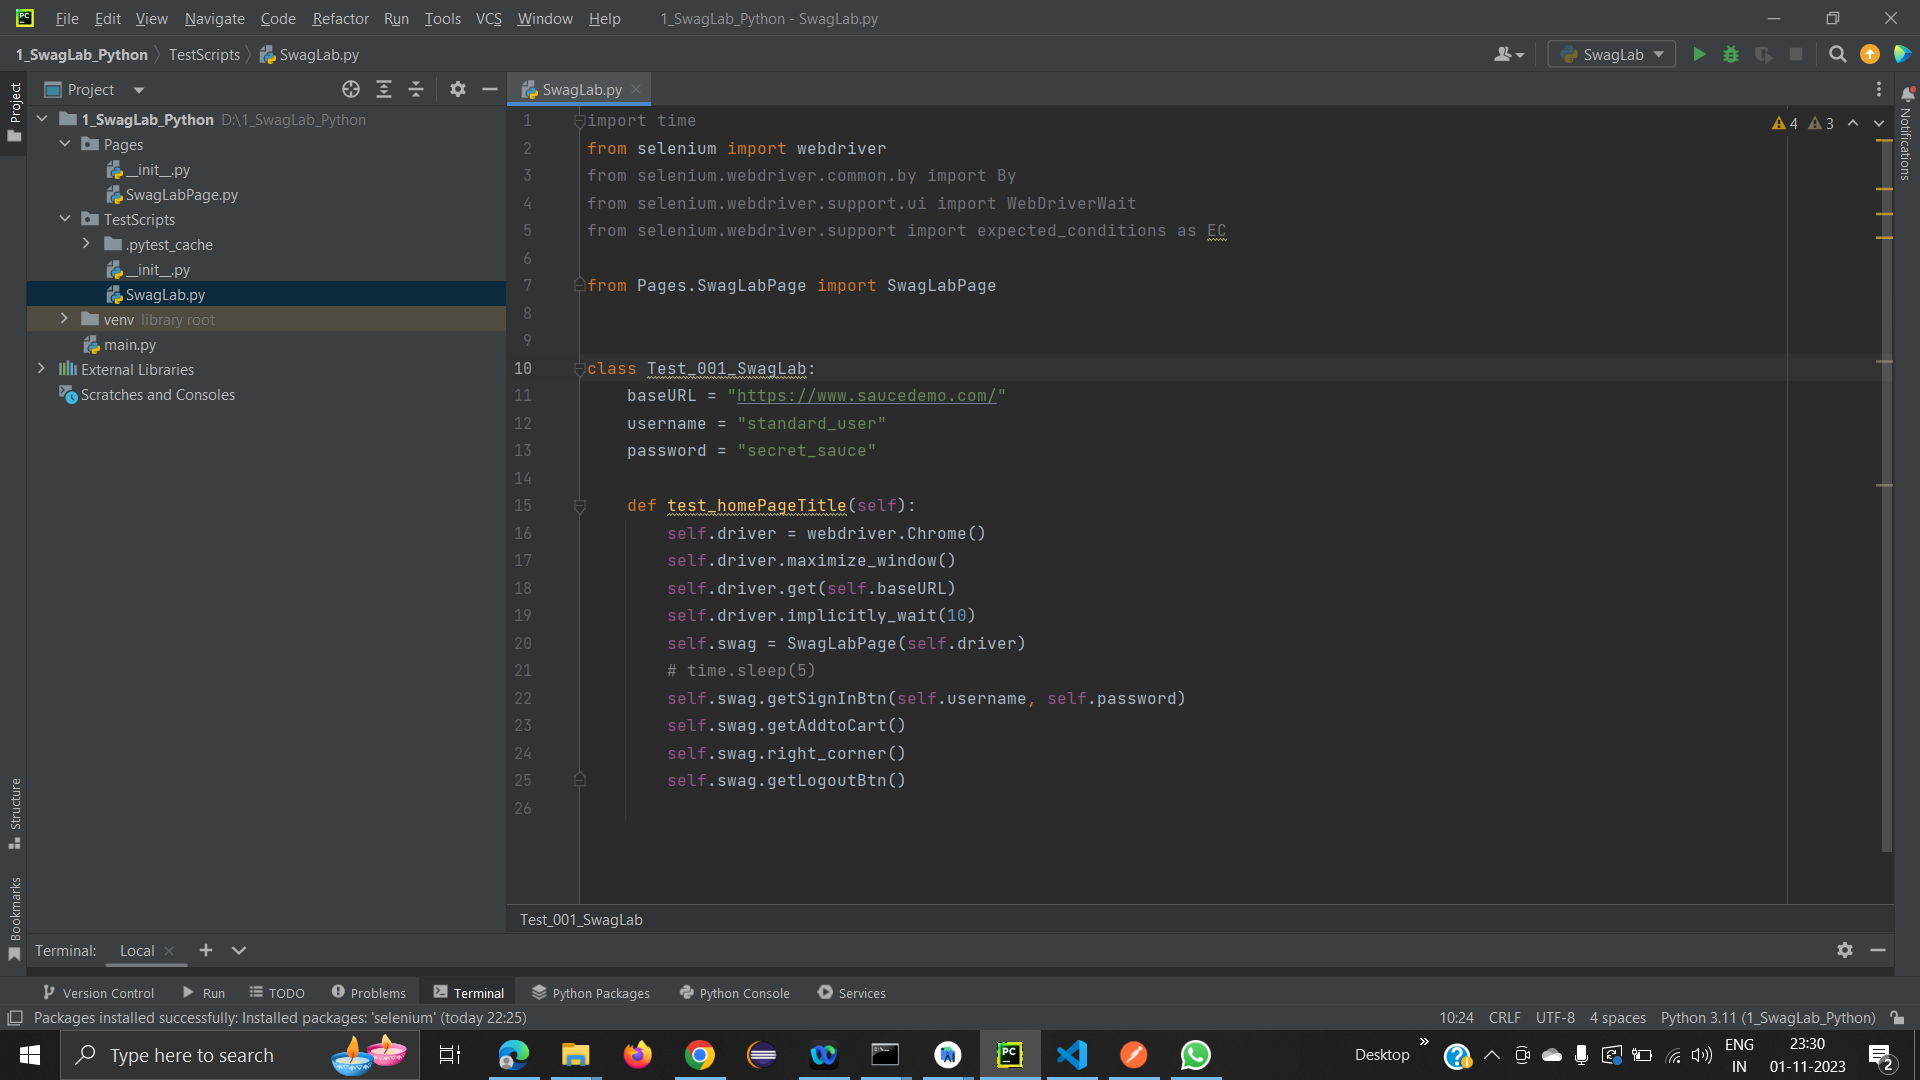 File Edit View Navigate Code Refactor Run Tools VCS Window Help 1_SwagLab_Python - SwagLab.py
1_SwagLab_Python TestScripts SwagLab.py
SwagLab
Project
Project
SwagLab.py
1_SwagLab_Python D:\1_SwagLab_Python
Pages
__init__.py
SwagLabPage.py
TestScripts
.pytest_cache
__init__.py
SwagLab.py
venv library root
main.py
External Libraries
Scratches and Consoles
4 3
Notifications
1 import time
2 from selenium import webdriver
3 from selenium.webdriver.common.by import By
4 from selenium.webdriver.support.ui import WebDriverWait
5 from selenium.webdriver.support import expected_conditions as EC
6
7 from Pages.SwagLabPage import SwagLabPage
8
9
10 class Test_001_SwagLab:
11 baseURL = "https://www.saucedemo.com/"
12 username = "standard_user"
13 password = "secret_sauce"
14
15 def test_homePageTitle(self):
16 self.driver = webdriver.Chrome()
17 self.driver.maximize_window()
18 self.driver.get(self.baseURL)
19 self.driver.implicitly_wait(10)
20 self.swag = SwagLabPage(self.driver)
21 # time.sleep(5)
22 self.swag.getSignInBtn(self.username, self.password)
23 self.swag.getAddtoCart()
24 self.swag.right_corner()
25 self.swag.getLogoutBtn()
26
Structure
Bookmarks
Test_001_SwagLab
Terminal: Local
Version Control Run TODO Problems Terminal Python Packages Python Console Services
Packages installed successfully: Installed packages: 'selenium' (today 22:25) 10:24 CRLF UTF-8 4 spaces Python 3.11 (1_SwagLab_Python)
Type here to search
PC
Desktop
ENG
IN
23:30
01-11-2023
2